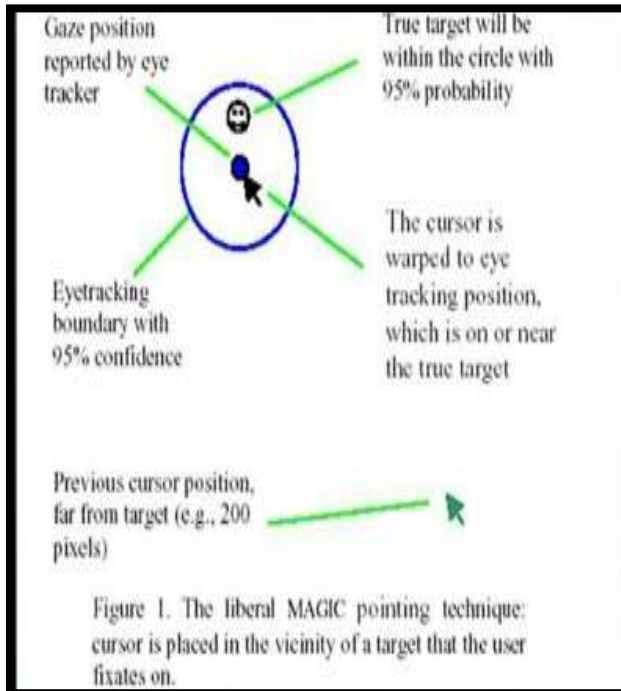 Gaze position
reported by eye
tracker
True target will be
within the circle with
95% probability
The cursor is
warped to eye
tracking position,
which is on or near
the true target
Eyetracking
boundary with
95% confidence
Previous cursor position,
far from target (e.g., 200
pixels)
Figure 1. The liberal MAGIC pointing technique:
cursor is placed in the vicinity of a target that the user
fixates on.